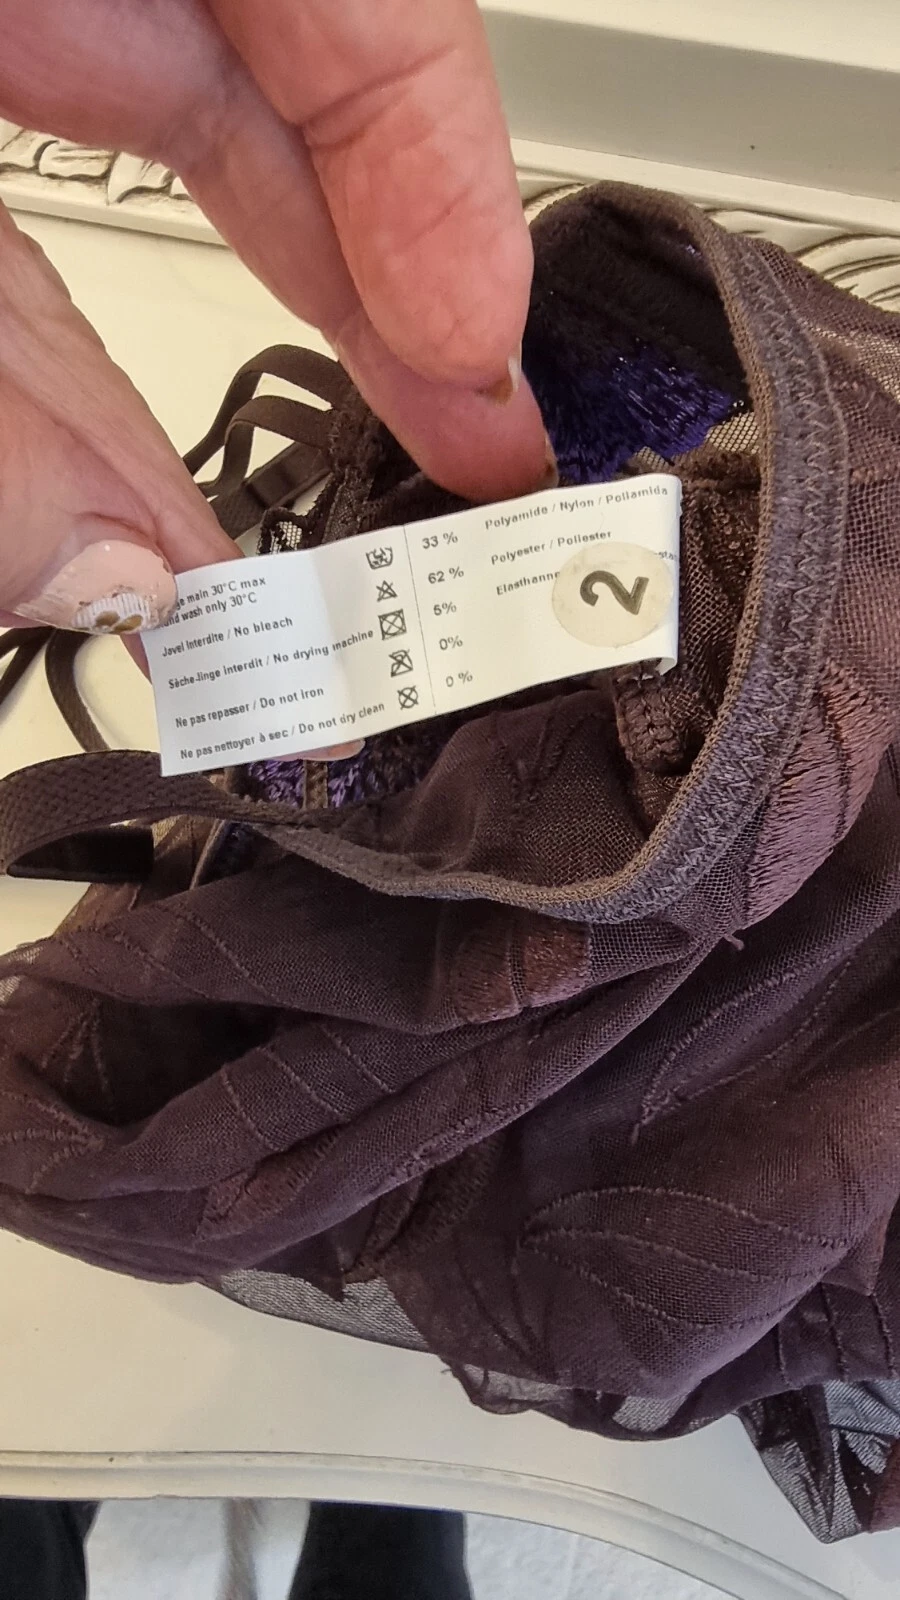 main 30°C max
wash only 30°C
Javel Interdite / No bleach
Sèche-linge interdit / No drying machine
Ne pas repasser / Do not iron
Ne pas nettoyer à sec / Do not dry clean
33 % Polyamide / Nylon / Poliamida
62 % Polyester / Poliester
5% Elasthanne
0%
0 %
2